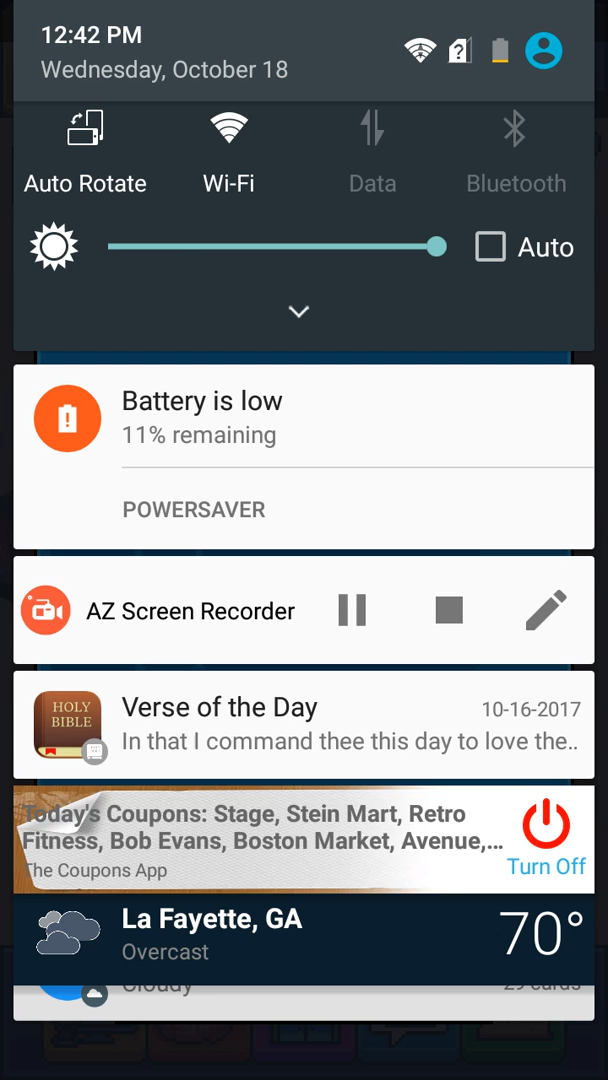 12:42 PM
Wednesday, October 18
?
Auto Rotate
Wi-Fi
Data
Bluetooth
Auto
Battery is low
11% remaining
POWERSAVER
AZ Screen Recorder
HOLY
BIBLE
Verse of the Day
10-16-2017
In that I command thee this day to love the..
Today's Coupons: Stage, Stein Mart, Retro
Fitness, Bob Evans, Boston Market, Avenue,...
The Coupons App
Turn Off
La Fayette, GA
Overcast
70°
Cloudy
29 cards